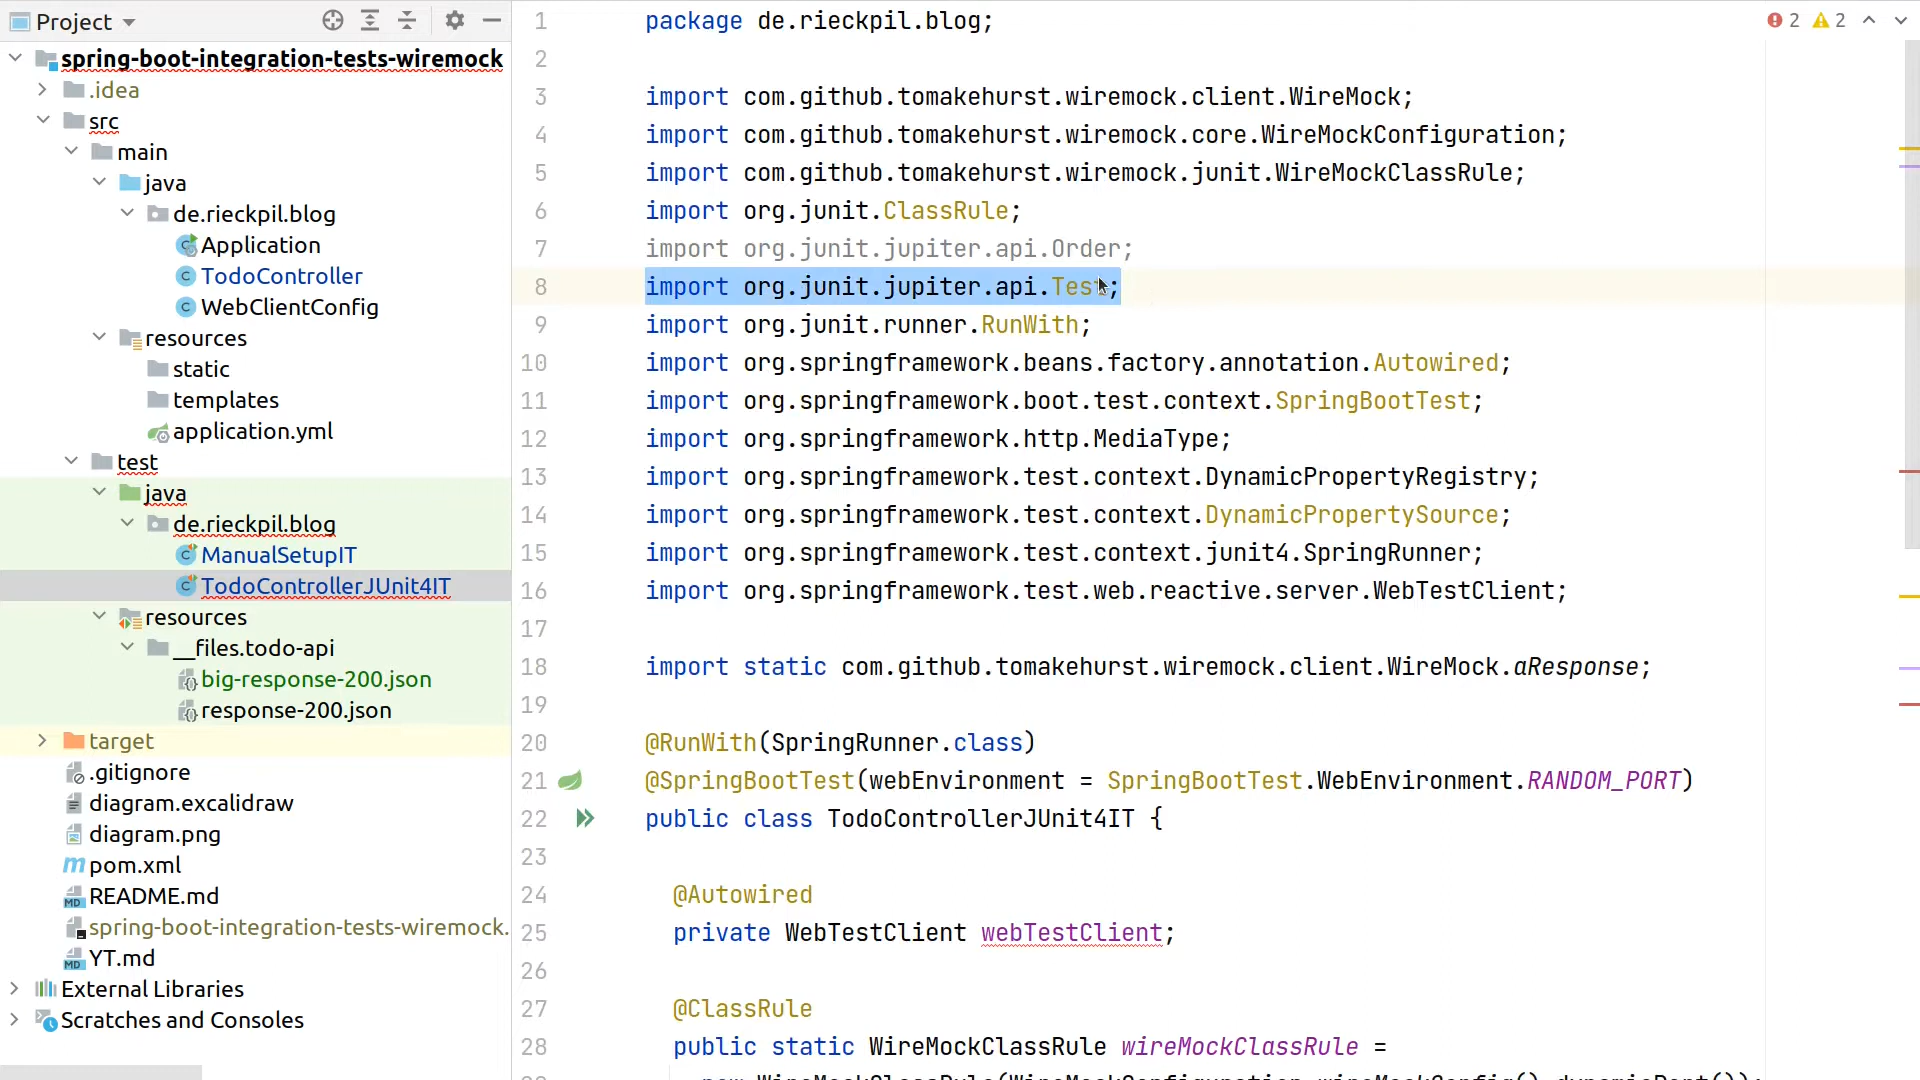 Project
spring-boot-integration-tests-wiremock
.idea
src
main
java
de.rieckpil.blog
Application
TodoController
WebClientConfig
resources
static
templates
application.yml
test
java
de.rieckpil.blog
ManualSetupIT
TodoControllerJUnit4IT
resources
__files.todo-api
big-response-200.json
response-200.json
target
.gitignore
diagram.excalidraw
diagram.png
pom.xml
README.md
spring-boot-integration-tests-wiremock.
YT.md
External Libraries
Scratches and Consoles
2 2
1 package de.rieckpil.blog;
2
3 import com.github.tomakehurst.wiremock.client.WireMock;
4 import com.github.tomakehurst.wiremock.core.WireMockConfiguration;
5 import com.github.tomakehurst.wiremock.junit.WireMockClassRule;
6 import org.junit.ClassRule;
7 import org.junit.jupiter.api.Order;
8 import org.junit.jupiter.api.Test;
9 import org.junit.runner.RunWith;
10 import org.springframework.beans.factory.annotation.Autowired;
11 import org.springframework.boot.test.context.SpringBootTest;
12 import org.springframework.http.MediaType;
13 import org.springframework.test.context.DynamicPropertyRegistry;
14 import org.springframework.test.context.DynamicPropertySource;
15 import org.springframework.test.context.junit4.SpringRunner;
16 import org.springframework.test.web.reactive.server.WebTestClient;
17
18 import static com.github.tomakehurst.wiremock.client.WireMock.aResponse;
19
20 @RunWith(SpringRunner.class)
21 @SpringBootTest(webEnvironment = SpringBootTest.WebEnvironment.RANDOM_PORT)
22 public class TodoControllerJUnit4IT {
23
24 @Autowired
25 private WebTestClient webTestClient;
26
27 @ClassRule
28 public static WireMockClassRule wireMockClassRule =
new WireMockClassRule(WireMockConfiguration.wireMockConfig().dynamicPort());